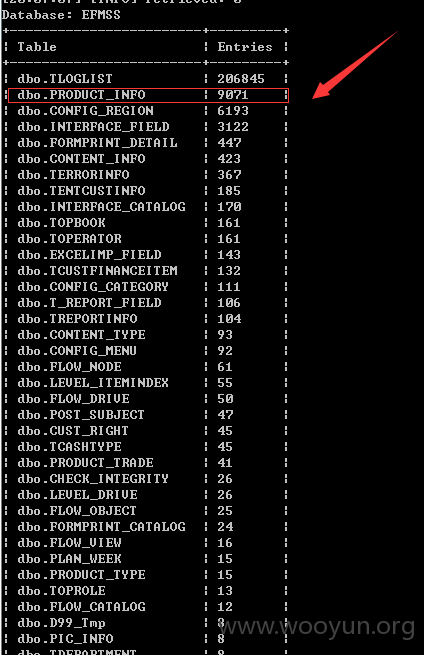 Database: EFMSS
Table | Entries
dbo.TLOGLIST | 206845
dbo.PRODUCT_INFO | 9071
dbo.CONFIG_REGION | 6193
dbo.INTERFACE_FIELD | 3122
dbo.FORMPRINT_DETAIL | 447
dbo.CONTENT_INFO | 423
dbo.TERRORINFO | 367
dbo.TENTCUSTINFO | 185
dbo.INTERFACE_CATALOG | 170
dbo.TOPBOOK | 161
dbo.TOPERATOR | 161
dbo.EXCELIMP_FIELD | 143
dbo.TCUSTFINANCEITEM | 132
dbo.CONFIG_CATEGORY | 111
dbo.T_REPORT_FIELD | 106
dbo.TREPORTINFO | 104
dbo.CONTENT_TYPE | 93
dbo.CONFIG_MENU | 92
dbo.FLOW_NODE | 61
dbo.LEVEL_ITEMINDEX | 55
dbo.FLOW_DRIVE | 50
dbo.POST_SUBJECT | 47
dbo.CUST_RIGHT | 45
dbo.TCASHTYPE | 45
dbo.PRODUCT_TRADE | 41
dbo.CHECK_INTEGRITY | 26
dbo.LEVEL_DRIVE | 26
dbo.FLOW_OBJECT | 25
dbo.FORMPRINT_CATALOG | 24
dbo.FLOW_VIEW | 16
dbo.PLAN_WEEK | 15
dbo.PRODUCT_TYPE | 15
dbo.TOPROLE | 13
dbo.FLOW_CATALOG | 12
dbo.D99_Tmp | 8
dbo.PIC_INFO | 8
dbo.TDEPARTMENT
www.wooyun.org